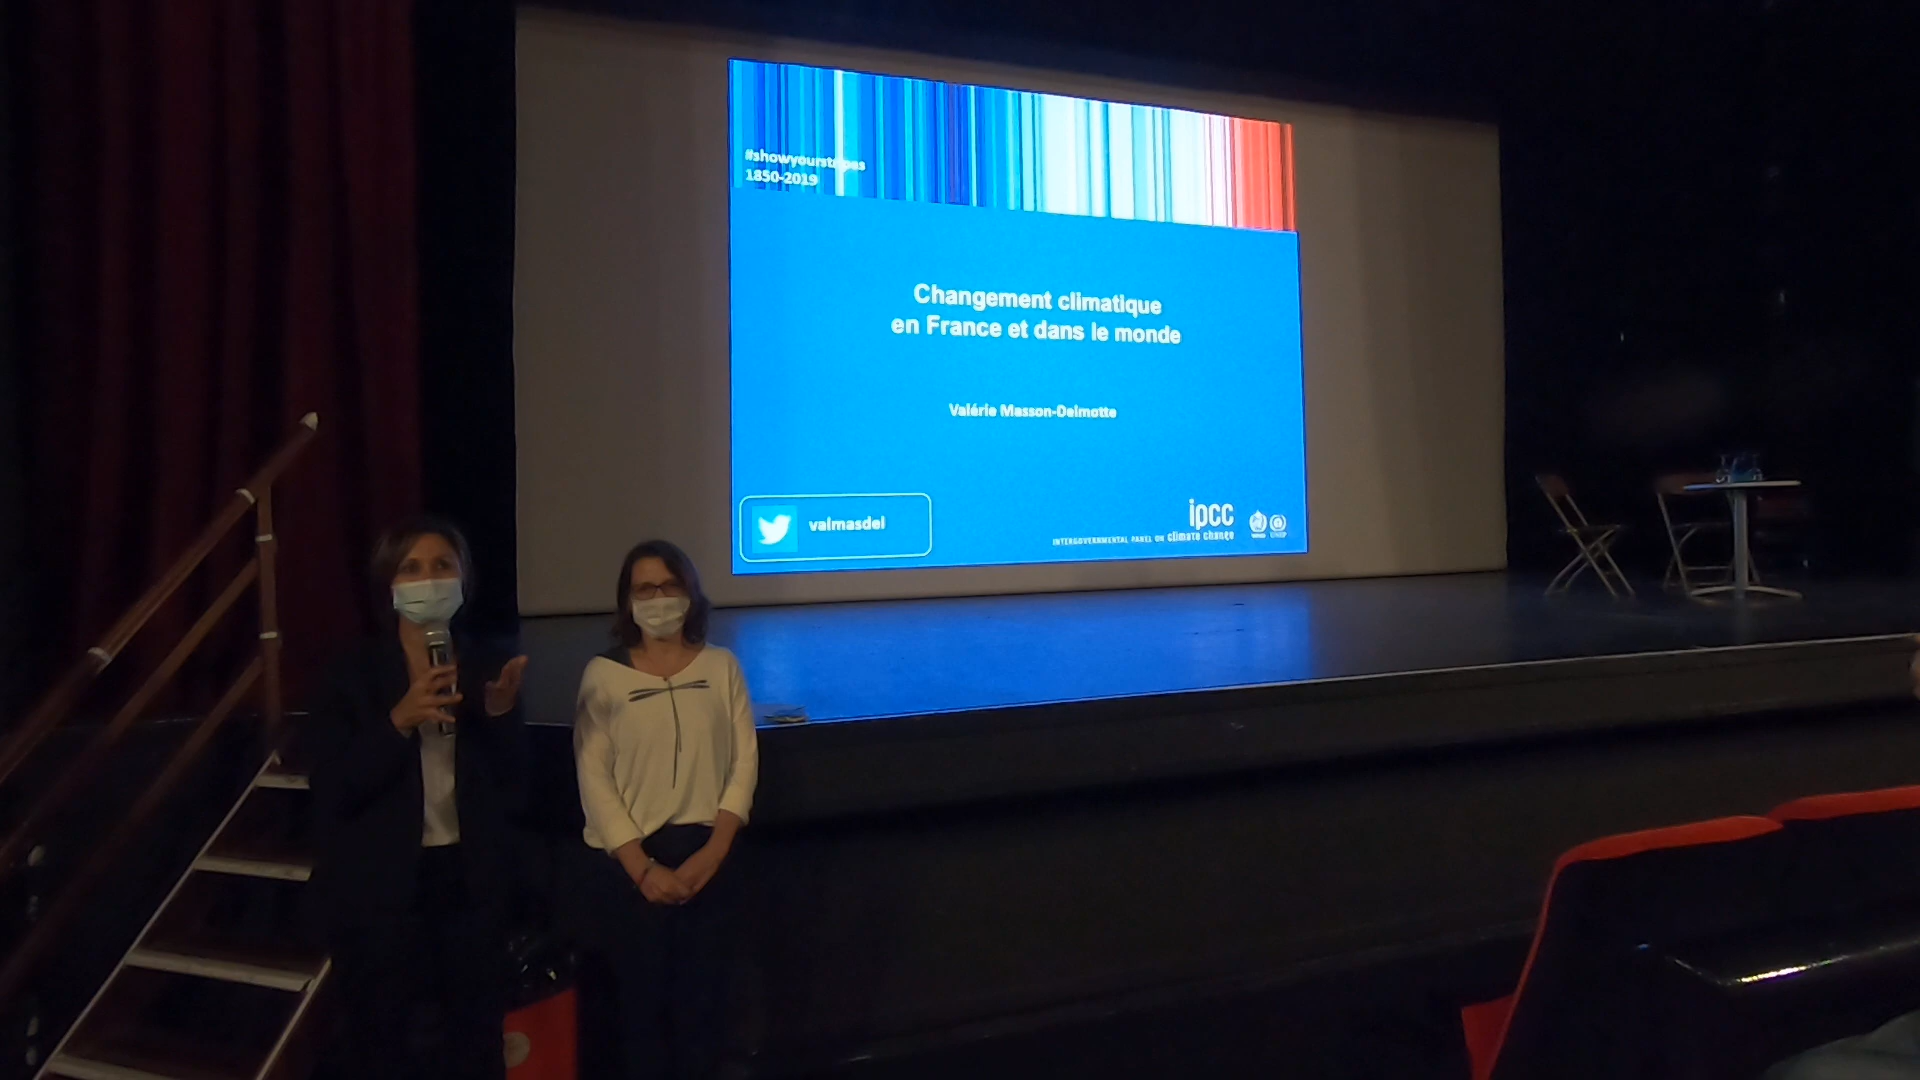 #showyourstripes
1850-2019
Changement climatique
en France et dans le monde
Valérie Masson-Delmotte
valmasdel
ipcc
INTERGOVERNMENTAL PANEL ON climate change